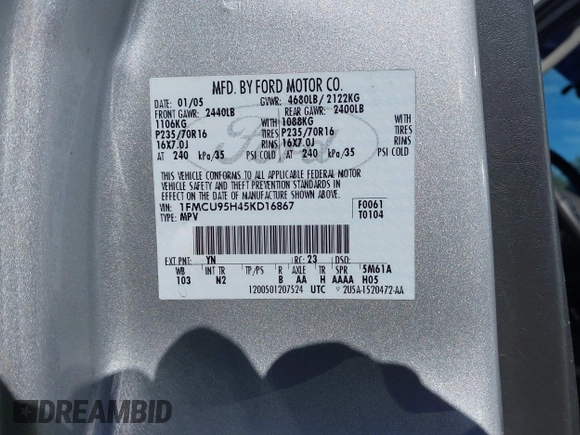 MFD. BY FORD MOTOR CO.
DATE: 01/05 GVWR: 4680LB/ 2122KG
FRONT GAWR: 2440LB REAR GAWR: 2400LB
1106KG WITH 1088KG WITH
P235/70R16 TIRES P235/70R16 TIRES
16X7.0J RIMS 16X7.0J RIMS
AT 240 kPa/35 PSI COLD AT 240 kPa/35 PSI COLD
THIS VEHICLE CONFORMS TO ALL APPLICABLE FEDERAL MOTOR
VEHICLE SAFETY AND BUMPER AND THEFT PREVENTION STANDARDS IN
EFFECT ON THE DATE OF MANUFACTURE SHOWN ABOVE.
VIN: 1FMCU95H45KD16867 F0061
TYPE: MPV T0104
EXT PNT: YN RC: 23 DSO:
WB INT TR TP/PS R AXLE TR SPR 5M61A
103 N2 B AA H AAAA H05
1200501207524 UTC 2U5A-1520472-AA
Ford
DREAMBID